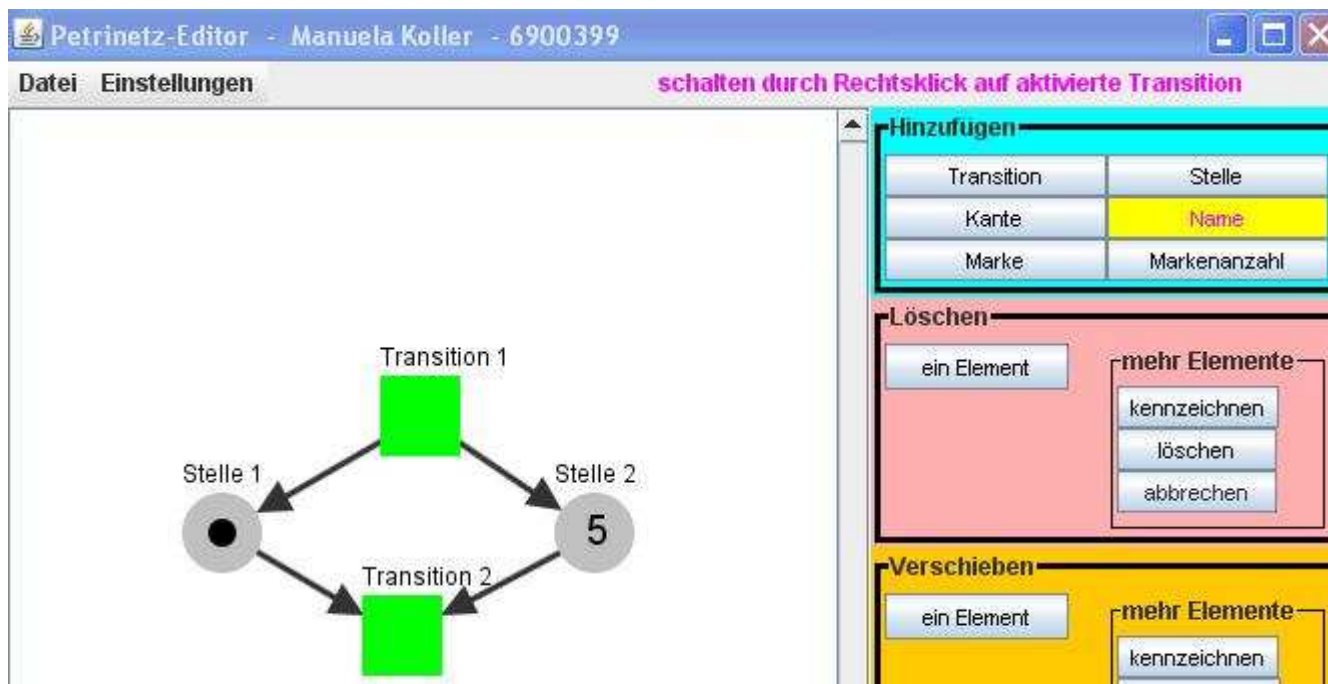 Petrinetz-Editor - Manuela Koller - 6900399
Datei Einstellungen schalten durch Rechtsklick auf aktivierte Transition
Hinzufügen
Transition Stelle
Kante Name
Marke Markenanzahl
Löschen
ein Element
mehr Elemente
kennzeichnen
löschen
abbrechen
Verschieben
ein Element
mehr Elemente
kennzeichnen
Transition 1
Stelle 1
Stelle 2
5
Transition 2